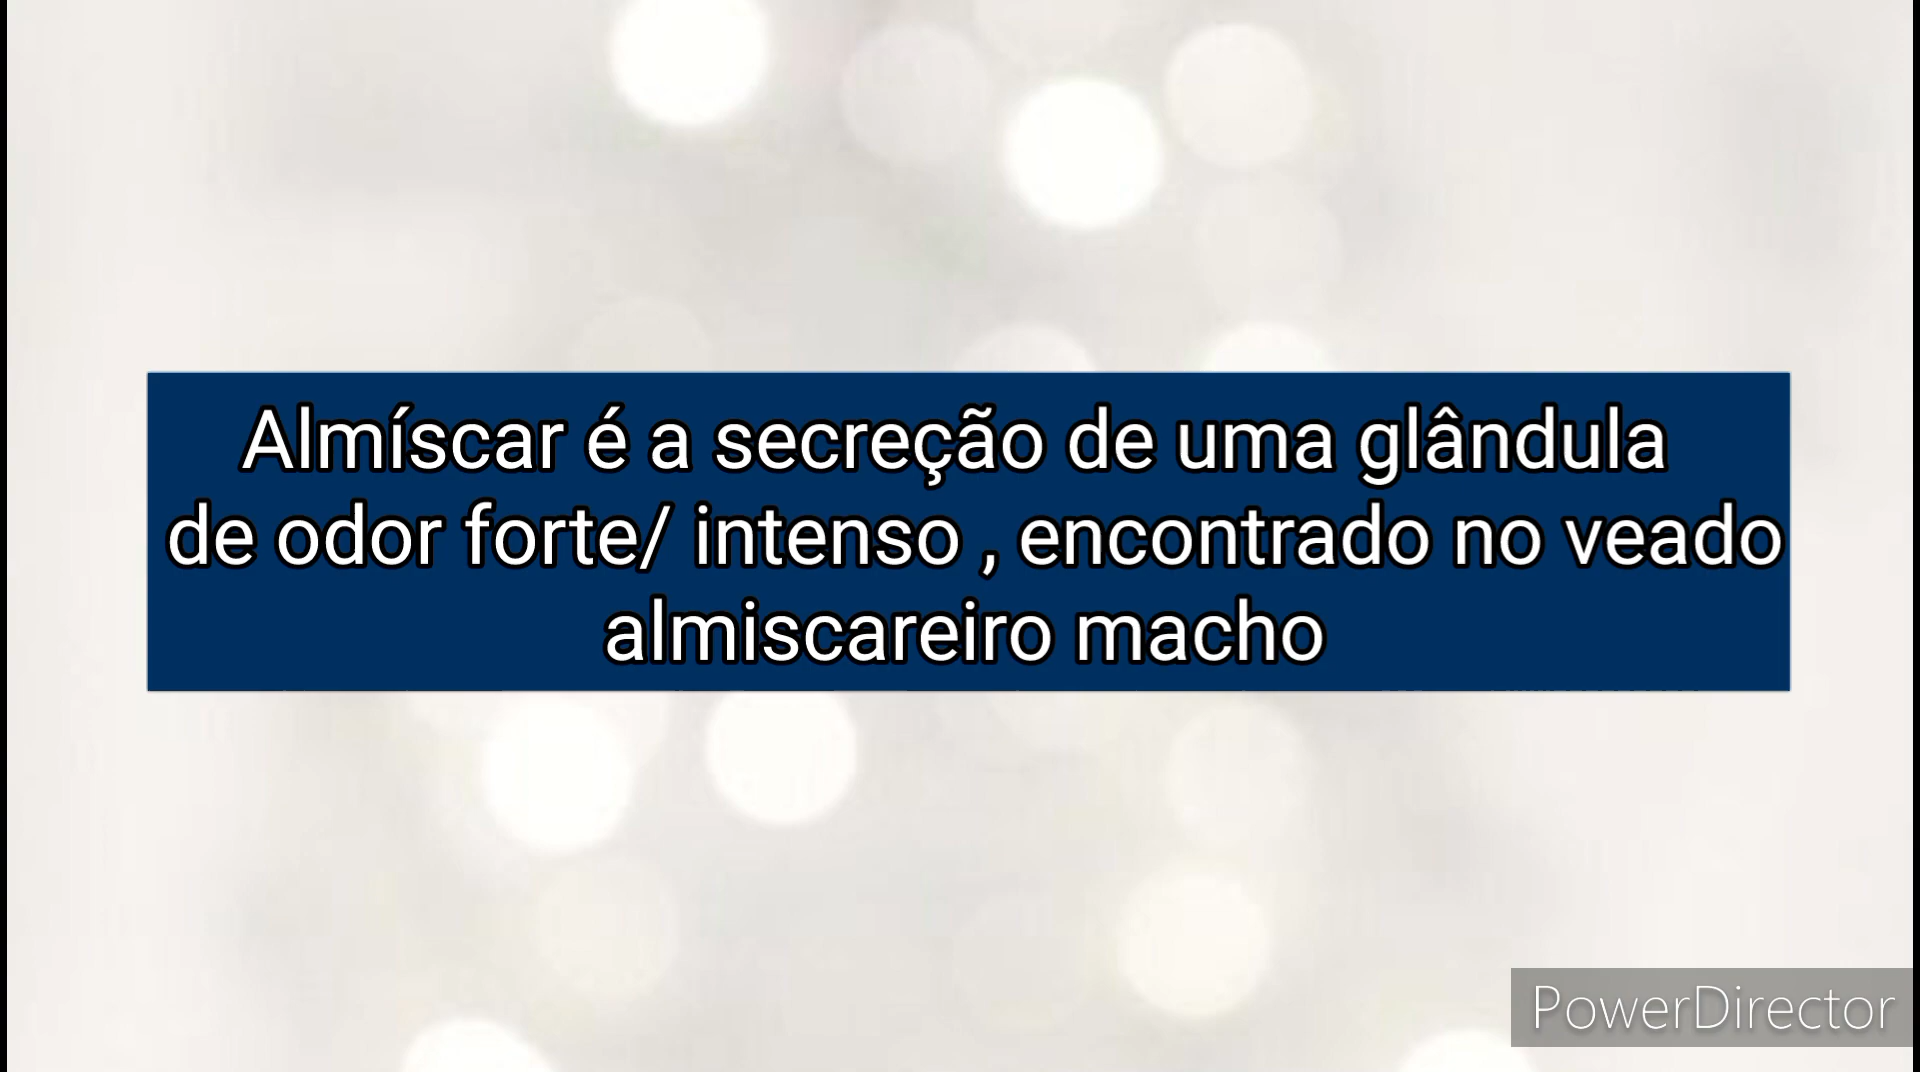 Almíscar é a secreção de uma glândula
de odor forte/ intenso , encontrado no veado
almiscareiro macho
PowerDirector